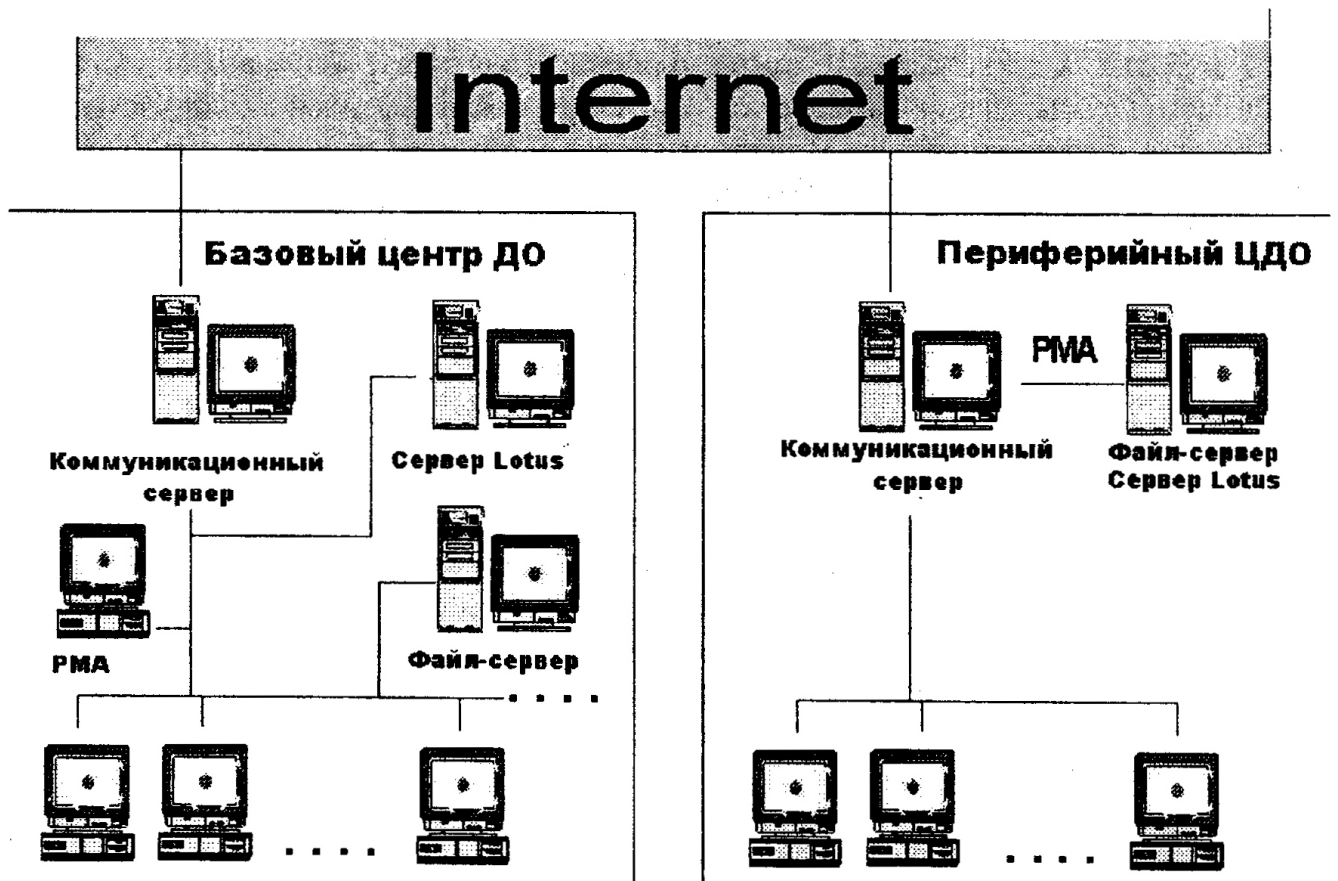 Internet
Базовый центр ДО
Коммуникационный
сервер
Сервер Lotus
РМА
Файл-сервер
Периферийный ЦДО
РМА
Коммуникационный
сервер
Файл-сервер
Сервер Lotus